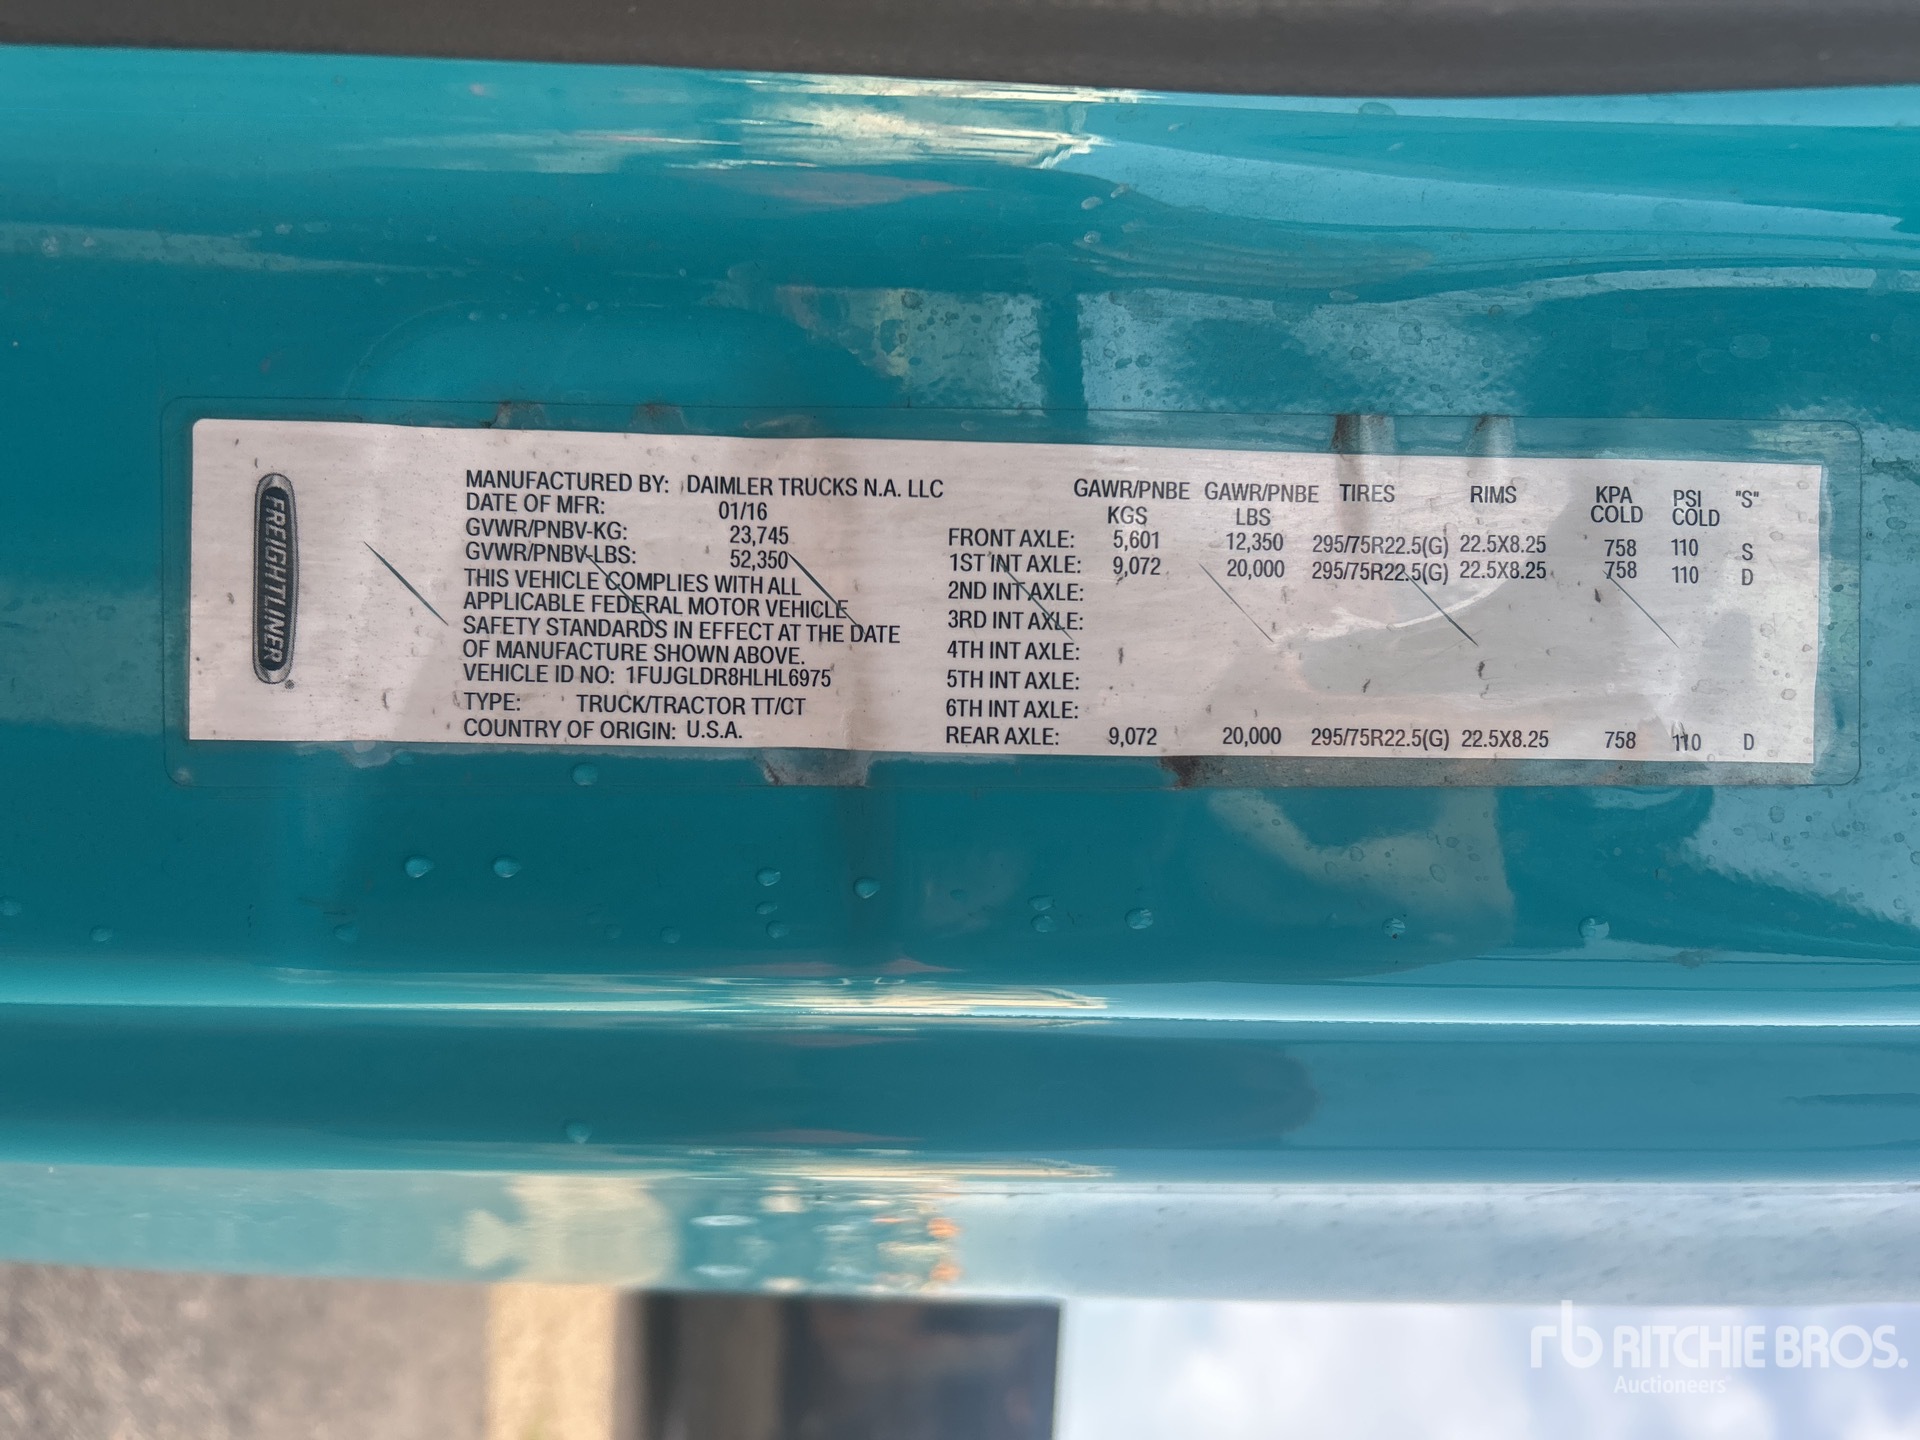 FREIGHTLINER
MANUFACTURED BY: DAIMLER TRUCKS N.A. LLC
DATE OF MFR: 01/16
GVWR/PNBV-KG: 23,745
GVWR/PNBV-LBS: 52,350
THIS VEHICLE COMPLIES WITH ALL
APPLICABLE FEDERAL MOTOR VEHICLE
SAFETY STANDARDS IN EFFECT AT THE DATE
OF MANUFACTURE SHOWN ABOVE.
VEHICLE ID NO: 1FUJGLDR8HLHL6975
TYPE: TRUCK/TRACTOR TT/CT
COUNTRY OF ORIGIN: U.S.A.
GAWR/PNBE GAWR/PNBE TIRES RIMS KPA PSI "S"
KGS LBS COLD COLD
FRONT AXLE: 5,601 12,350 295/75R22.5(G) 22.5X8.25 758 110 S
1ST INT AXLE: 9,072 20,000 295/75R22.5(G) 22.5X8.25 758 110 D
2ND INT AXLE:
3RD INT AXLE:
4TH INT AXLE:
5TH INT AXLE:
6TH INT AXLE:
REAR AXLE: 9,072 20,000 295/75R22.5(G) 22.5X8.25 758 110 D
rb RITCHIE BROS.
Auctioneers